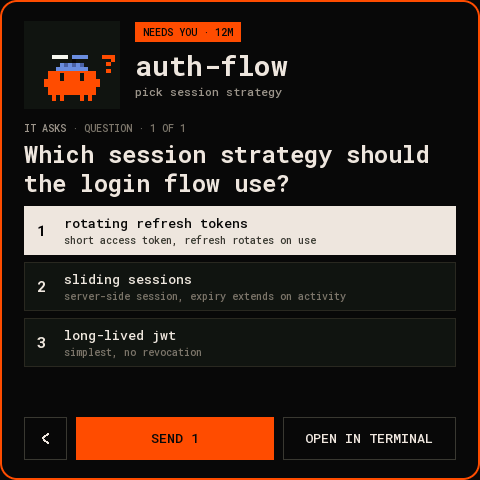 NEEDS YOU · 12M
auth-flow
pick session strategy
IT ASKS · QUESTION · 1 OF 1
Which session strategy should
the login flow use?
1 rotating refresh tokens
short access token, refresh rotates on use
2 sliding sessions
server-side session, expiry extends on activity
3 long-lived jwt
simplest, no revocation
< SEND 1 OPEN IN TERMINAL